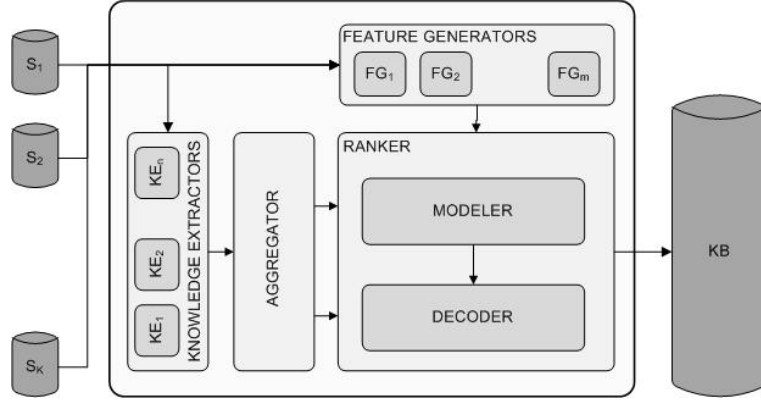 S₁
S₂
Sₖ
FEATURE GENERATORS
FG₁
FG₂
FGₘ
KNOWLEDGE EXTRACTORS
KEₙ
KE₂
KE₁
AGGREGATOR
RANKER
MODELER
DECODER
KB